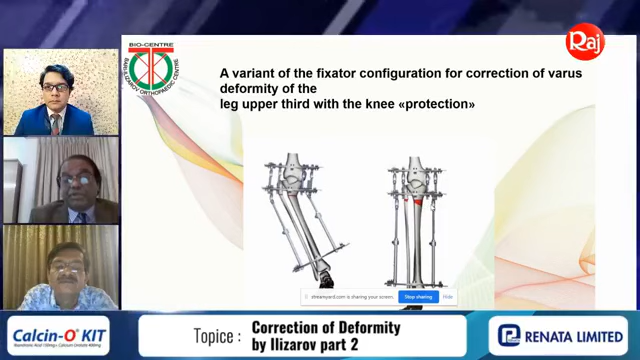 BIO-CENTRE
Raj
A variant of the fixator configuration for correction of varus
deformity of the
leg upper third with the knee «protection»
streamyard.com is sharing your screen.
Stop sharing
Hide
Calcin-O® KIT
Topice :
Correction of Deformity
by Ilizarov part 2
RENATA LIMITED